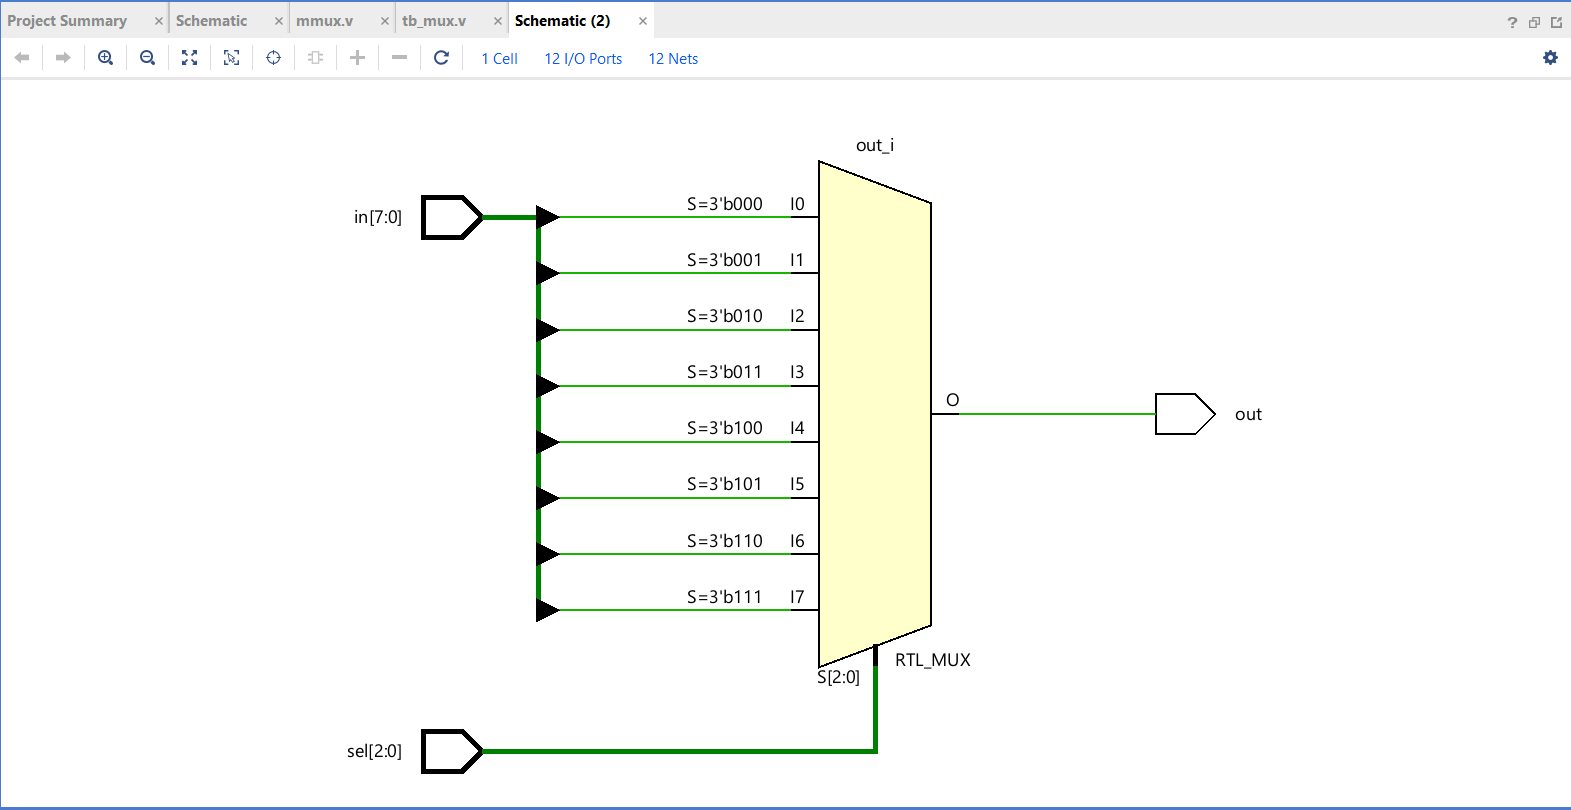 Project Summary × Schematic × mmux.v × tb_mux.v × Schematic (2) × ?
1 Cell 12 I/O Ports 12 Nets
out_i
in[7:0] S=3'b000 I0
S=3'b001 I1
S=3'b010 I2
S=3'b011 I3
O
out
S=3'b100 I4
S=3'b101 I5
S=3'b110 I6
S=3'b111 I7
RTL_MUX
S[2:0]
sel[2:0]